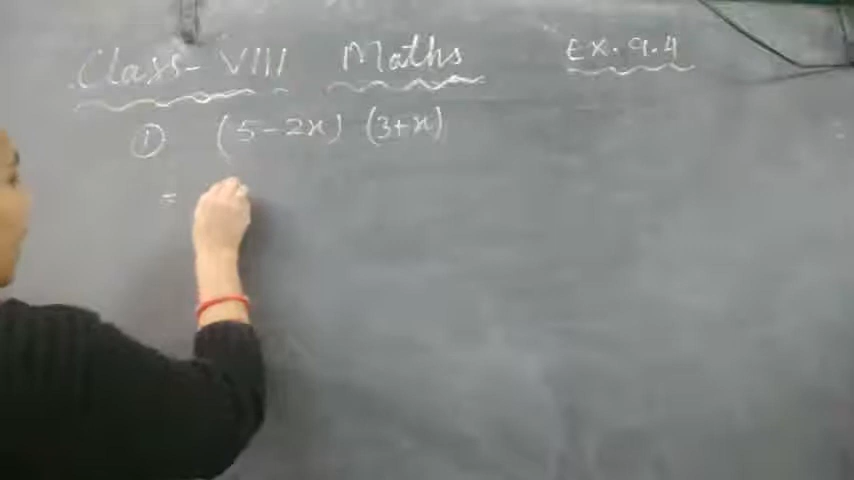 Class - VIII Maths Ex. 9.4
① (5-2x) (3+x)
=